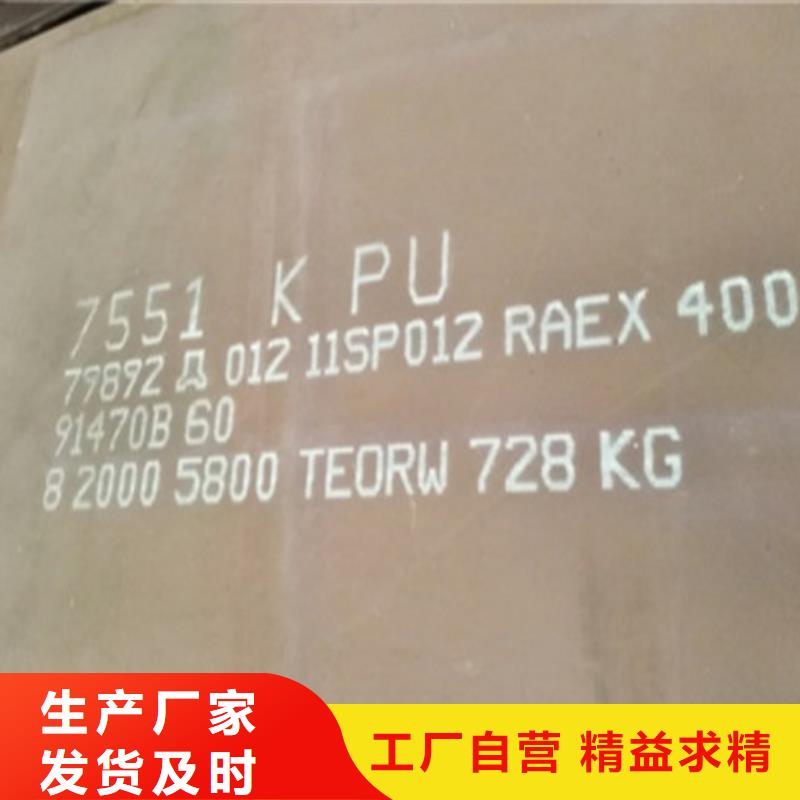 7551 K PU
79892 012 11SP012 RAEX 400
91470B 60
8 2000 5800 TEORW 728 KG
生产厂家
发货及时
工厂自营 精益求精